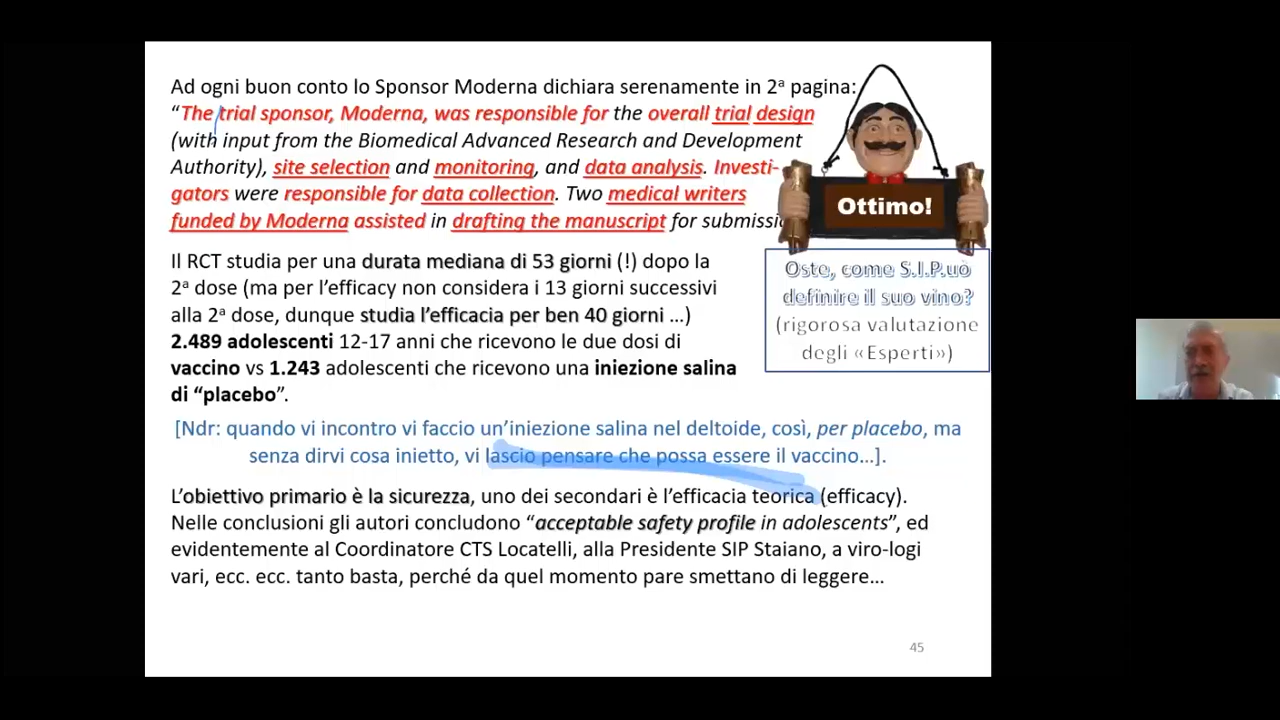 Ad ogni buon conto lo Sponsor Moderna dichiara serenamente in 2ª pagina:
“The trial sponsor, Moderna, was responsible for the overall trial design
(with input from the Biomedical Advanced Research and Development
Authority), site selection and monitoring, and data analysis. Investi-
gators were responsible for data collection. Two medical writers
funded by Moderna assisted in drafting the manuscript for
Ottimo!
Oste, come S.I.P.uò
definire il suo vino?
(rigorosa valutazione
degli «Esperti»)
Il RCT studia per una durata mediana di 53 giorni (!) dopo la
2ª dose (ma per l’efficacy non considera i 13 giorni successivi
alla 2ª dose, dunque studia l’efficacia per ben 40 giorni …)
2.489 adolescenti 12-17 anni che ricevono le due dosi di
vaccino vs 1.243 adolescenti che ricevono una iniezione salina
di “placebo”.
[Ndr: quando vi incontro vi faccio un’iniezione salina nel deltoide, così, per placebo, ma
senza dirvi cosa inietto, vi lascio pensare che possa essere il vaccino…].
L’obiettivo primario è la sicurezza, uno dei secondari è l’efficacia teorica (efficacy).
Nelle conclusioni gli autori concludono “acceptable safety profile in adolescents”, ed
evidentemente al Coordinatore CTS Locatelli, alla Presidente SIP Staiano, a viro-logi
vari, ecc. ecc. tanto basta, perché da quel momento pare smettano di leggere…
45